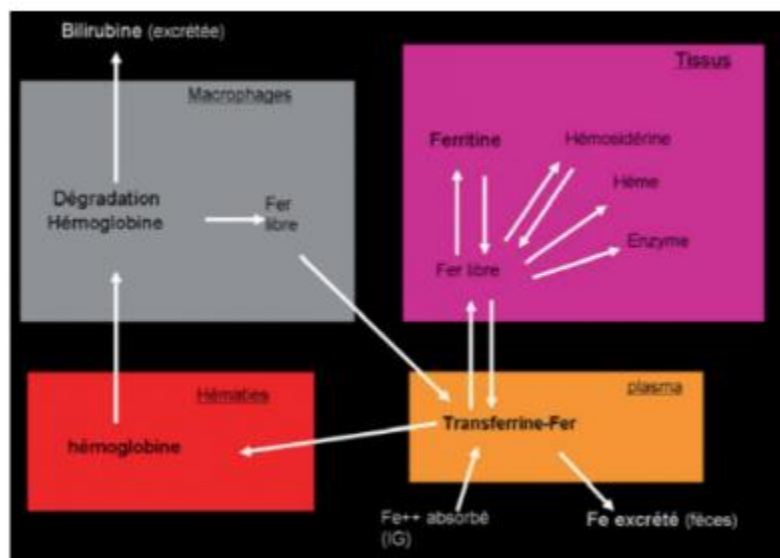 Bilirubine (excrétée)
Macrophages
Dégradation
Hémoglobine
Fer
libre
Tissus
Ferritine
Hémosidérine
Hème
Enzyme
Fer libre
Hématies
hémoglobine
plasma
Transferrine-Fer
Fe++ absorbé
(IG)
Fe excrété (fèces)